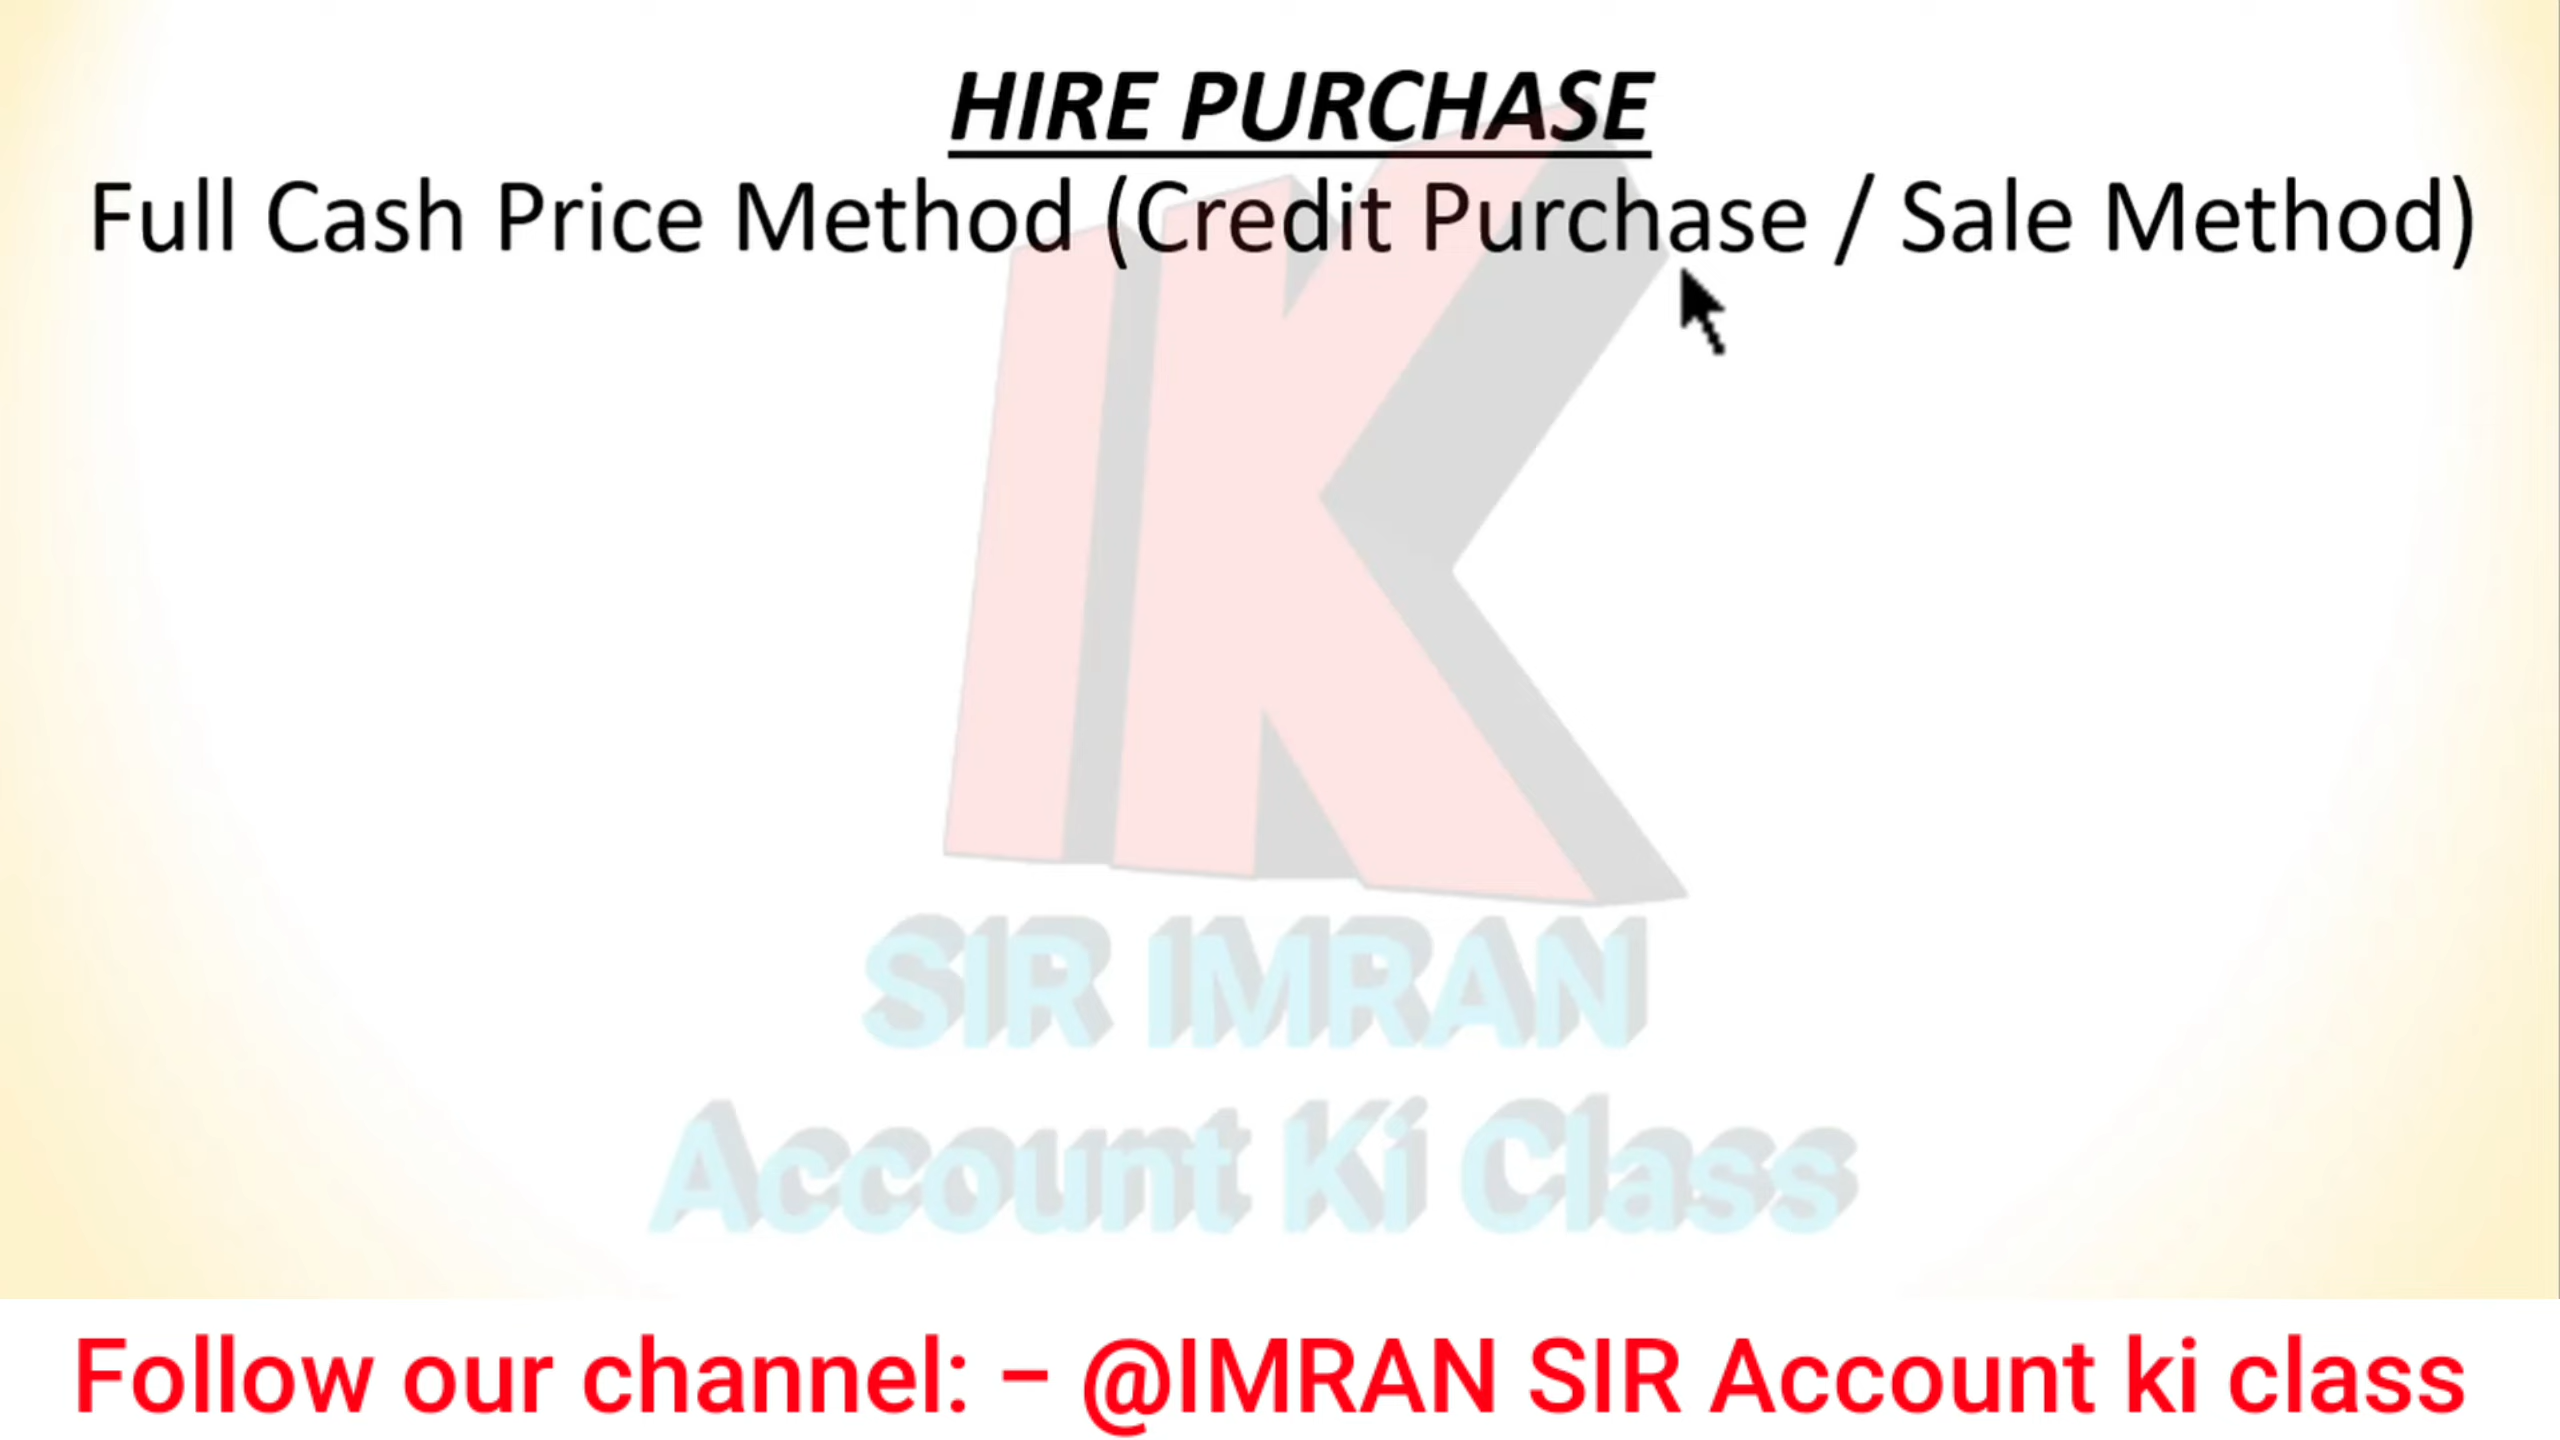 HIRE PURCHASE
Full Cash Price Method (Credit Purchase / Sale Method)
IK
SIR IMRAN
Account Ki Class
Follow our channel: - @IMRAN SIR Account ki class